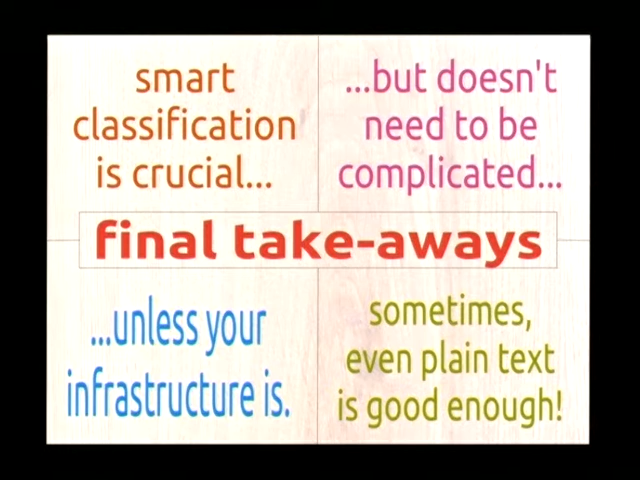 smart
classification
is crucial...
...but doesn't
need to be
complicated...
final take-aways
...unless your
infrastructure is.
sometimes,
even plain text
is good enough!